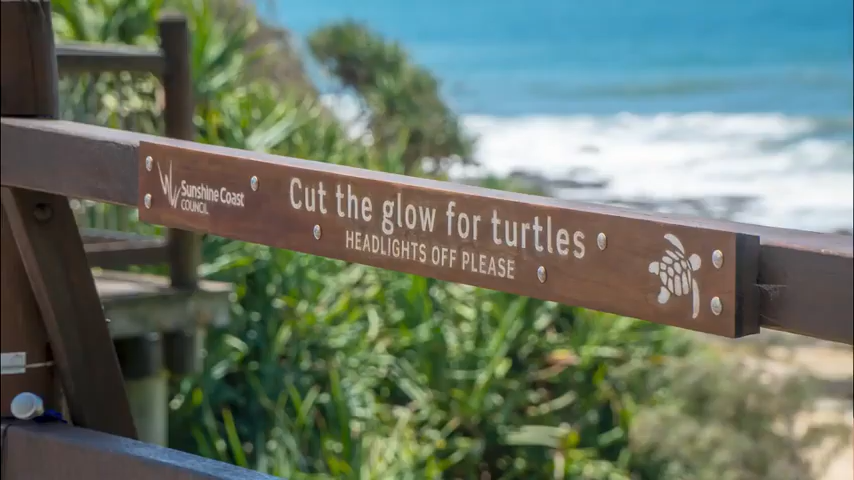 Sunshine Coast
COUNCIL
Cut the glow for turtles
HEADLIGHTS OFF PLEASE